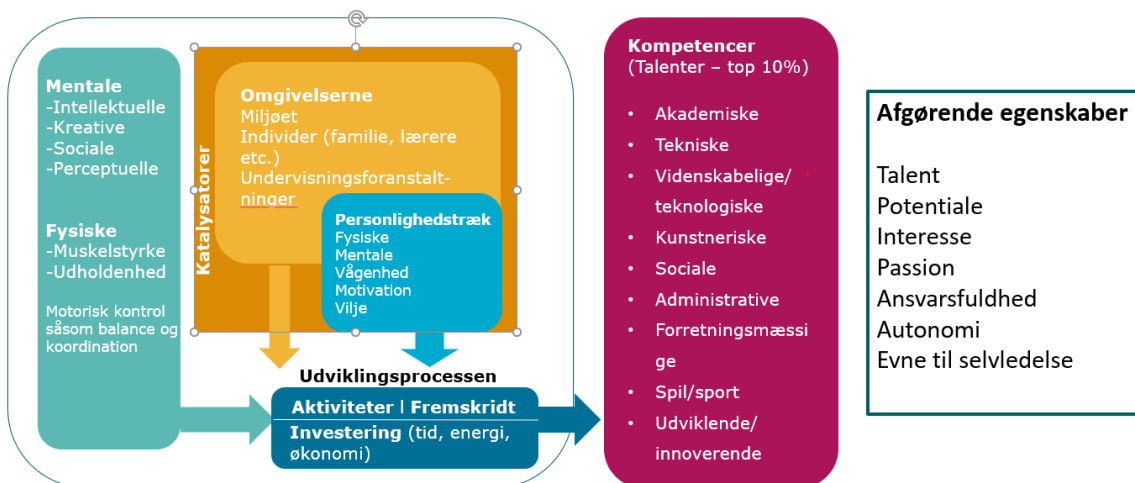 Mentale
-Intellektuelle
-Kreative
-Sociale
-Perceptuelle
Fysiske
-Muskelstyrke
-Udholdenhed
Motorisk kontrol
såsom balance og
koordination
Katalysatorer
Omgivelserne
Miljøet
Individer (familie, lærere
etc.)
Undervisningsforanstalt-
ninger
Personlighedstræk
Fysiske
Mentale
Vågenhed
Motivation
Vilje
Udviklingsprocessen
Aktiviteter | Fremskridt
Investering (tid, energi,
økonomi)
Kompetencer
(Talenter – top 10%)
• Akademiske
• Tekniske
• Videnskabelige/
teknologiske
• Kunstneriske
• Sociale
• Administrative
• Forretningsmæssi
ge
• Spil/sport
• Udviklende/
innoverende
Afgørende egenskaber
Talent
Potentiale
Interesse
Passion
Ansvarsfuldhed
Autonomi
Evne til selvledelse